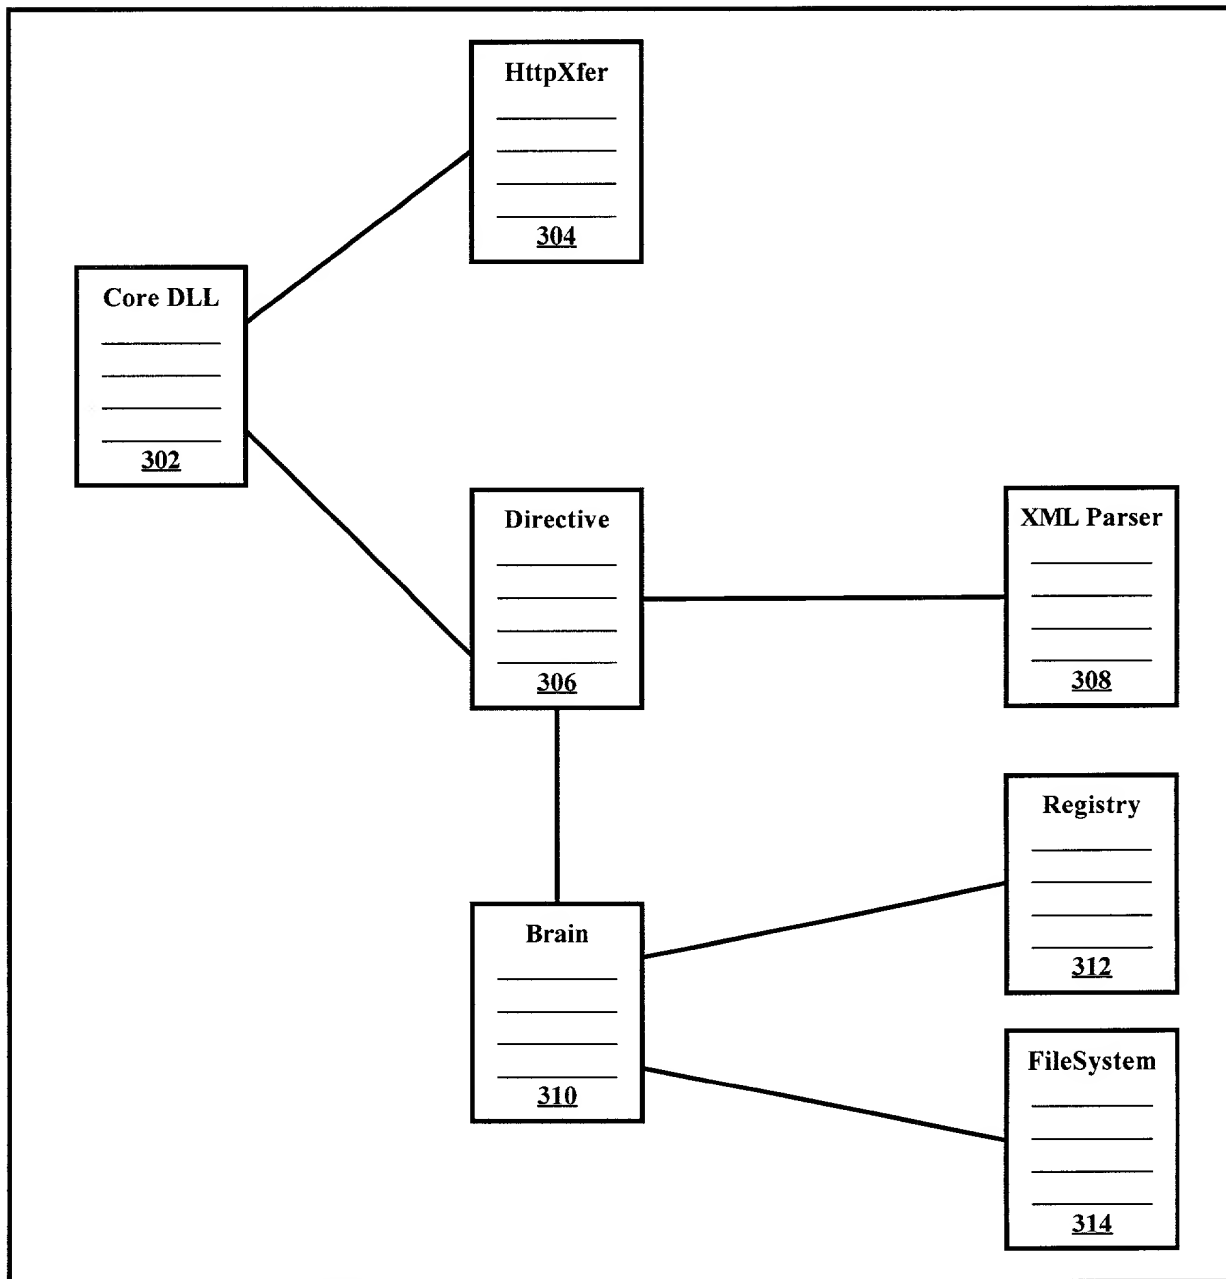 HttpXfer
304
Core DLL
302
Directive
306
XML Parser
308
Registry
312
Brain
310
FileSystem
314